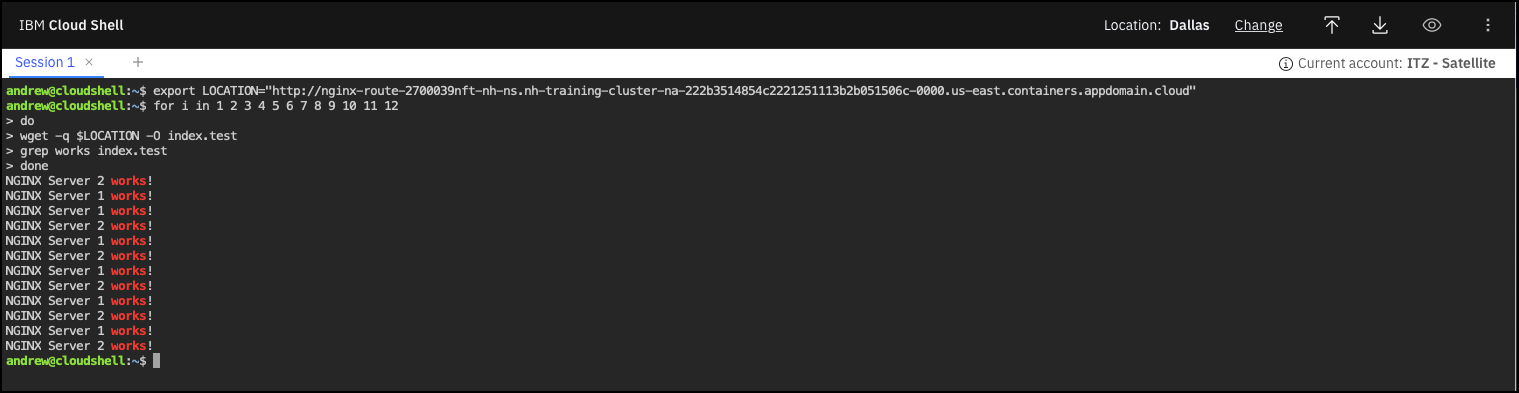 IBM Cloud Shell
Location: Dallas Change
Session 1 × +
Current account: ITZ - Satellite
andrew@cloudshell:~$ export LOCATION="http://nginx-route-2700039nft-nh-ns.nh-training-cluster-na-222b3514854c2221251113b2b051506c-0000.us-east.containers.appdomain.cloud"
andrew@cloudshell:~$ for i in 1 2 3 4 5 6 7 8 9 10 11 12
> do
> wget -q $LOCATION -O index.test
> grep works index.test
> done
NGINX Server 2 works!
NGINX Server 1 works!
NGINX Server 1 works!
NGINX Server 2 works!
NGINX Server 1 works!
NGINX Server 2 works!
NGINX Server 1 works!
NGINX Server 2 works!
NGINX Server 1 works!
NGINX Server 2 works!
NGINX Server 1 works!
NGINX Server 2 works!
andrew@cloudshell:~$